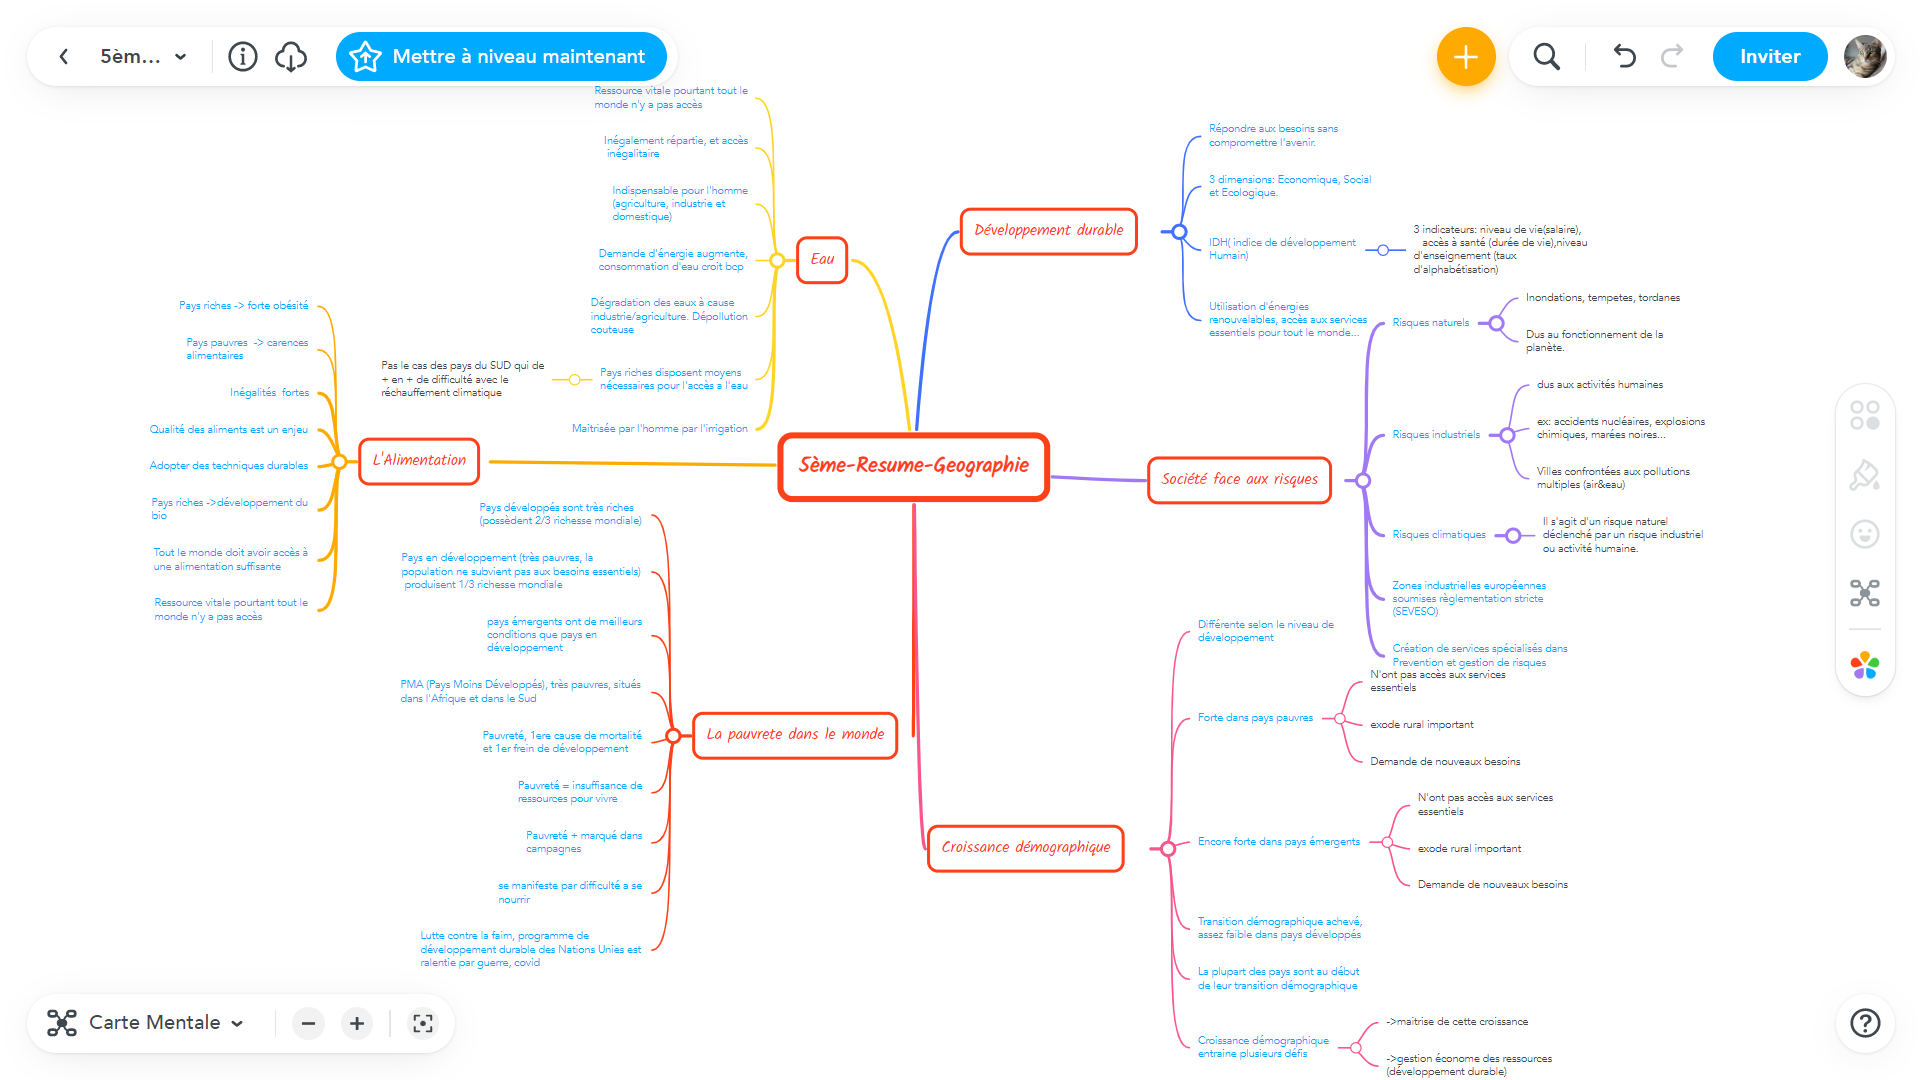 5èm...
Mettre à niveau maintenant
Inviter
Ressource vitale pourtant tout le
monde n'y a pas accès
Inégalement répartie, et accès
inégalitaire
Indispensable pour l'homme
(agriculture, industrie et
domestique)
Demande d'énergie augmente,
consommation d'eau croit bcp
Dégradation des eaux à cause
industrie/agriculture. Dépollution
couteuse
Pays riches disposent moyens
nécessaires pour l'accès a l'eau
Pas le cas des pays du SUD qui de
+ en + de difficulté avec le
réchauffement climatique
Maitrisée par l'homme par l'irrigation
Eau
Pays riches -> forte obésité
Pays pauvres -> carences
alimentaires
Inégalités fortes
Qualité des aliments est un enjeu
Adopter des techniques durables
Pays riches ->développement du
bio
Tout le monde doit avoir accès à
une alimentation suffisante
Ressource vitale pourtant tout le
monde n'y a pas accès
L'Alimentation
5ème-Resume-Geographie
Pays développés sont très riches
(possèdent 2/3 richesse mondiale)
Pays en développement (très pauvres, la
population ne subvient pas aux besoins essentiels)
produisent 1/3 richesse mondiale
pays émergents ont de meilleurs
conditions que pays en
développement
PMA (Pays Moins Développés), très pauvres, situés
dans l'Afrique et dans le Sud
Pauvreté, 1ere cause de mortalité
et 1er frein de développement
Pauvreté = insuffisance de
ressources pour vivre
Pauvreté + marqué dans
campagnes
se manifeste par difficulté a se
nourrir
Lutte contre la faim, programme de
développement durable des Nations Unies est
ralentie par guerre, covid
La pauvrete dans le monde
Développement durable
Répondre aux besoins sans
compromettre l'avenir.
3 dimensions: Economique, Social
et Ecologique.
IDH( indice de développement
Humain)
3 indicateurs: niveau de vie(salaire),
accès à santé (durée de vie),niveau
d'enseignement (taux
d'alphabétisation)
Utilisation d'énergies
renouvelables, accès aux services
essentiels pour tout le monde...
Société face aux risques
Risques naturels
Inondations, tempetes, tordanes
Dus au fonctionnement de la
planète.
Risques industriels
dus aux activités humaines
ex: accidents nucléaires, explosions
chimiques, marées noires...
Villes confrontées aux pollutions
multiples (air&eau)
Risques climatiques
Il s'agit d'un risque naturel
déclenché par un risque industriel
ou activité humaine.
Zones industrielles européennes
soumises règlementation stricte
(SEVESO)
Création de services spécialisés dans
Prevention et gestion de risques
Croissance démographique
Différente selon le niveau de
développement
Forte dans pays pauvres
N'ont pas accès aux services
essentiels
exode rural important
Demande de nouveaux besoins
Encore forte dans pays émergents
N'ont pas accès aux services
essentiels
exode rural important
Demande de nouveaux besoins
Transition démographique achevé,
assez faible dans pays développés
La plupart des pays sont au début
de leur transition démographique
Croissance démographique
entraine plusieurs défis
->maitrise de cette croissance
->gestion économe des ressources
(développement durable)
Carte Mentale